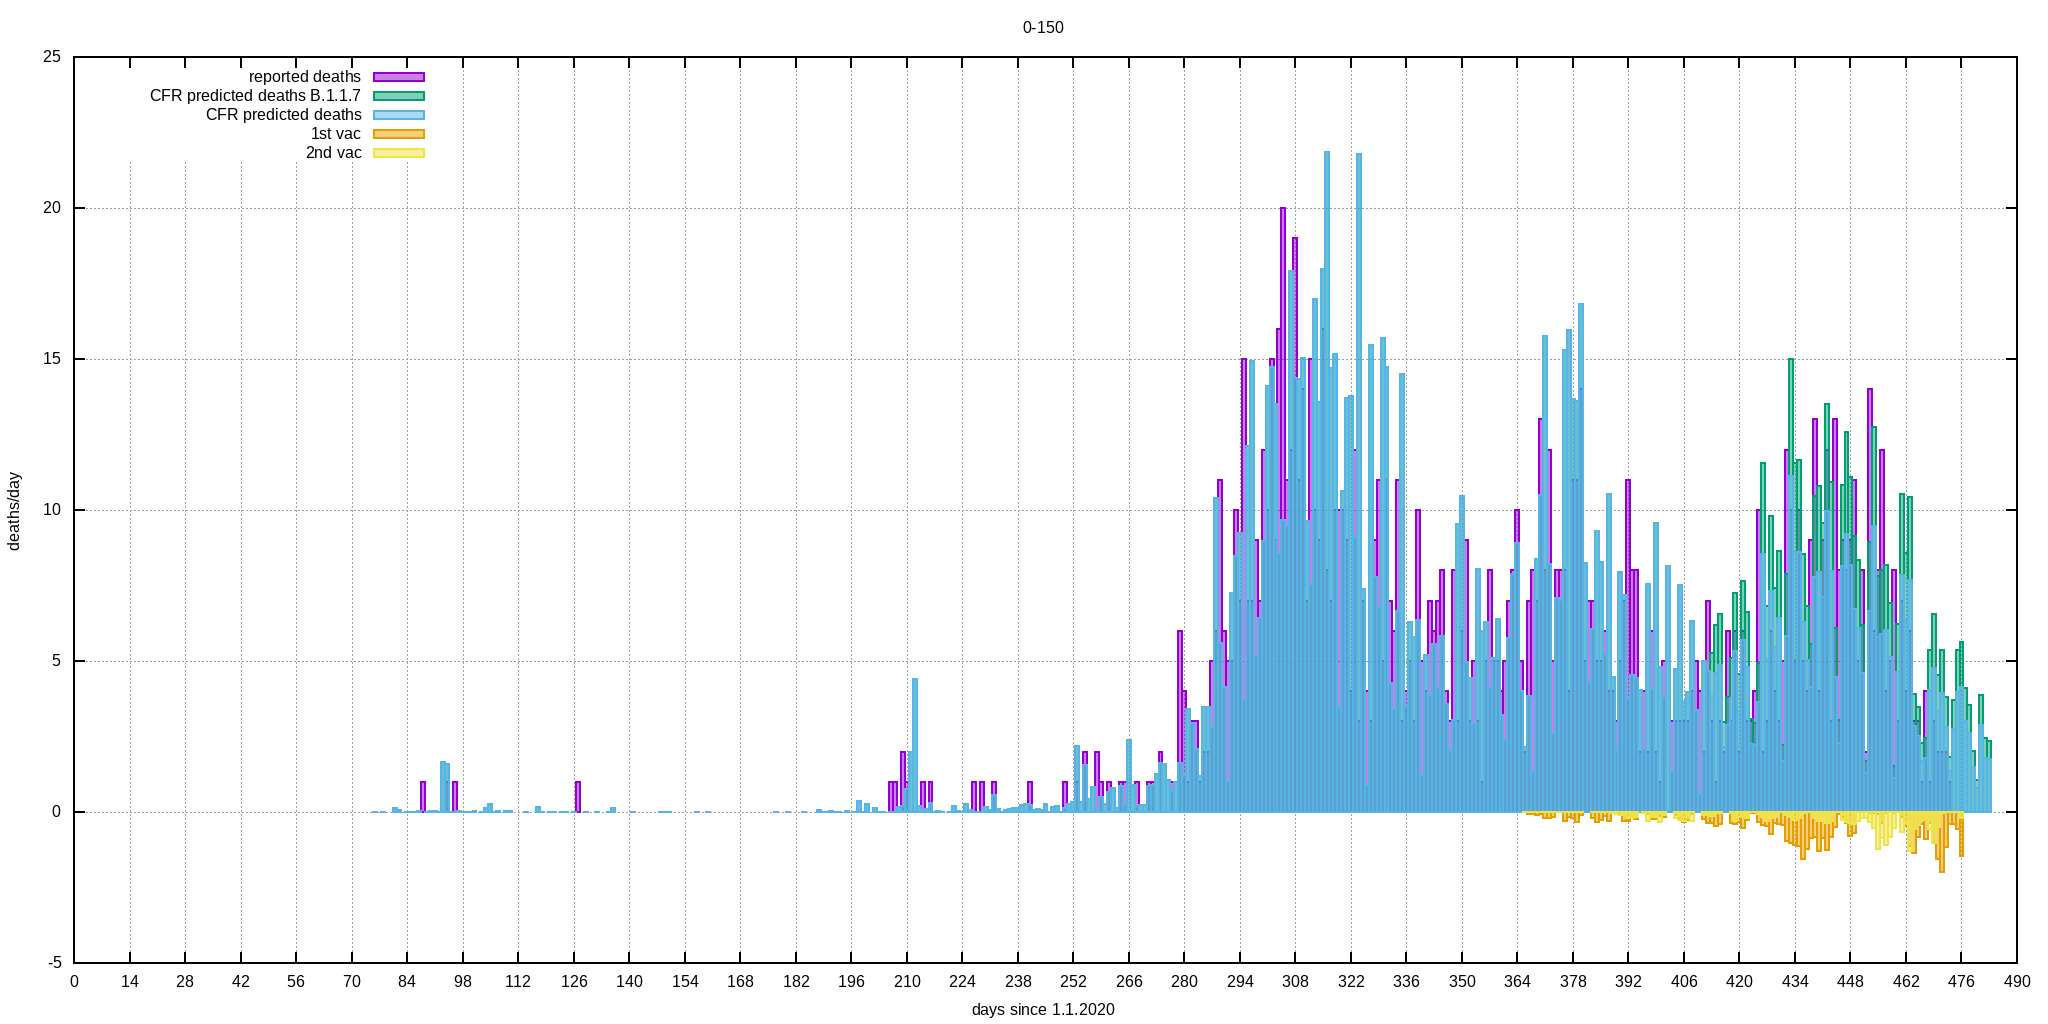 0-150
25
reported deaths
CFR predicted deaths B.1.1.7
CFR predicted deaths
1st vac
2nd vac
20
15
10
deaths/day
5
0
-5
0 14 28 42 56 70 84 98 112 126 140 154 168 182 196 210 224 238 252 266 280 294 308 322 336 350 364 378 392 406 420 434 448 462 476 490
days since 1.1.2020